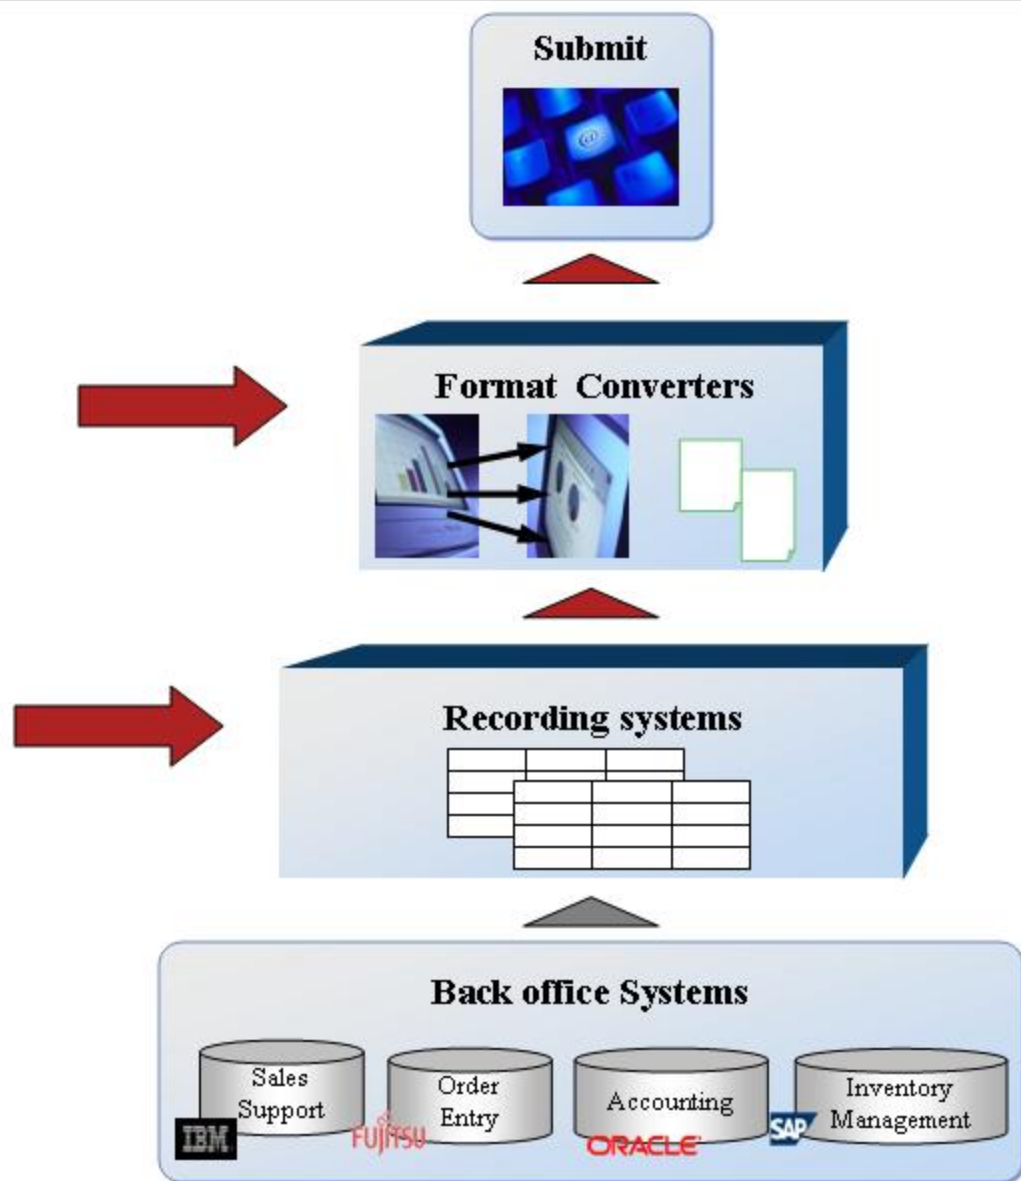 Submit
@
Format Converters
Recording systems
Back office Systems
Sales
Support
Order
Entry
Accounting
Inventory
Management
IBM
FUJITSU
ORACLE
SAP